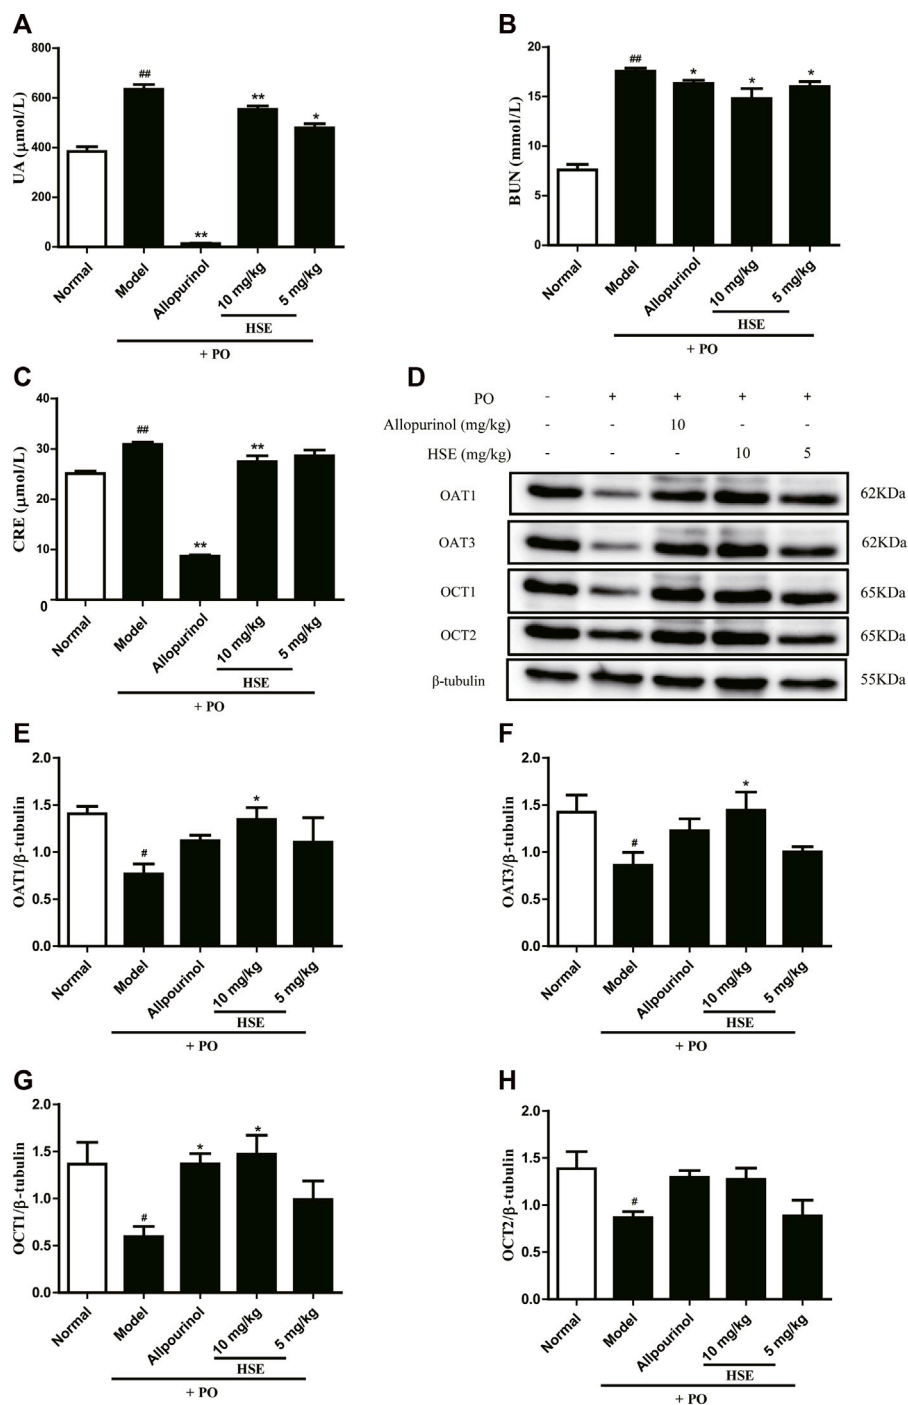 A
UA (μmol/L)
800
600
400
200
0
##
**
**
*
Normal
Model
Allopurinol
10 mg/kg
5 mg/kg
HSE
+ PO
B
BUN (mmol/L)
20
15
10
5
0
##
*
*
*
Normal
Model
Allopurinol
10 mg/kg
5 mg/kg
HSE
+ PO
C
CRE (μmol/L)
40
30
20
10
0
##
**
**
Normal
Model
Allopurinol
10 mg/kg
5 mg/kg
HSE
+ PO
D
PO - + + + +
Allopurinol (mg/kg) - - 10 - -
HSE (mg/kg) - - - 10 5
OAT1 62KDa
OAT3 62KDa
OCT1 65KDa
OCT2 65KDa
β-tubulin 55KDa
E
OAT1/β-tubulin
2.0
1.5
1.0
0.5
0.0
#
*
Normal
Model
Allpourinol
10 mg/kg
5 mg/kg
HSE
+ PO
F
OAT3/β-tubulin
2.0
1.5
1.0
0.5
0.0
#
*
Normal
Model
Allpourinol
10 mg/kg
5 mg/kg
HSE
+ PO
G
OCT1/β-tubulin
2.0
1.5
1.0
0.5
0.0
#
*
*
Normal
Model
Allpourinol
10 mg/kg
5 mg/kg
HSE
+ PO
H
OCT2/β-tubulin
2.0
1.5
1.0
0.5
0.0
#
Normal
Model
Allpourinol
10 mg/kg
5 mg/kg
HSE
+ PO